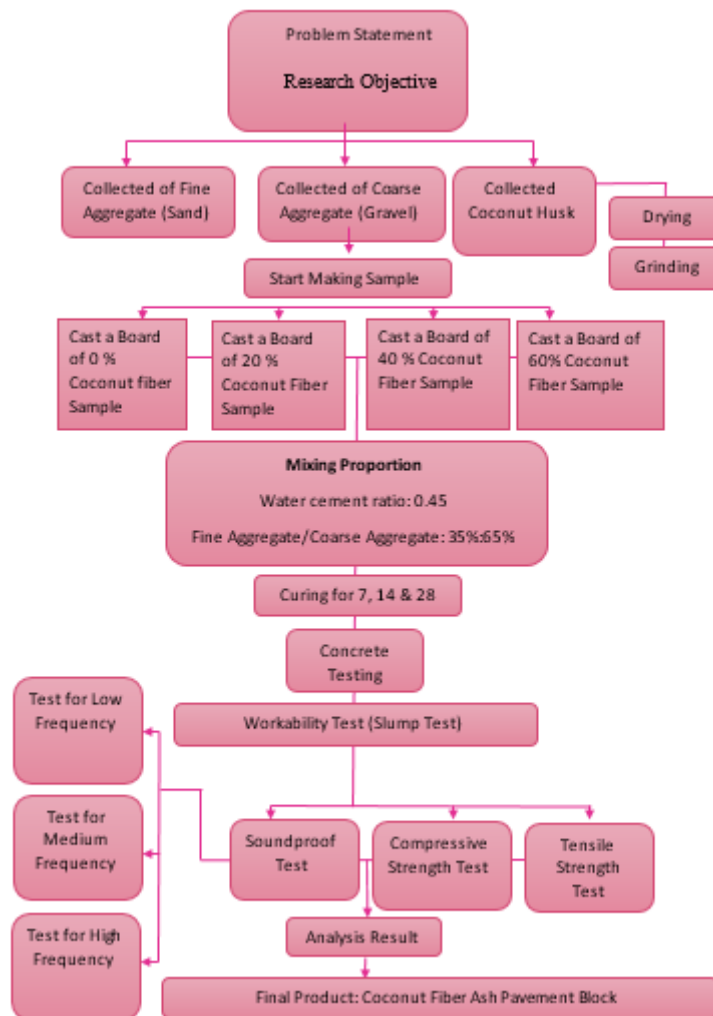 Problem Statement
Research Objective
Collected of Fine
Aggregate (Sand)
Collected of Coarse
Aggregate (Gravel)
Collected
Coconut Husk
Drying
Grinding
Start Making Sample
Cast a Board
of 0 %
Coconut fiber
Sample
Cast a Board
of 20 %
Coconut Fiber
Sample
Cast a Board of
40 % Coconut
Fiber Sample
Cast a Board of
60% Coconut
Fiber Sample
Mixing Proportion
Water cement ratio: 0.45
Fine Aggregate/Coarse Aggregate: 35%:65%
Curing for 7, 14 & 28
Concrete
Testing
Workability Test (Slump Test)
Test for Low
Frequency
Test for
Medium
Frequency
Test for High
Frequency
Soundproof
Test
Compressive
Strength Test
Tensile
Strength
Test
Analysis Result
Final Product: Coconut Fiber Ash Pavement Block